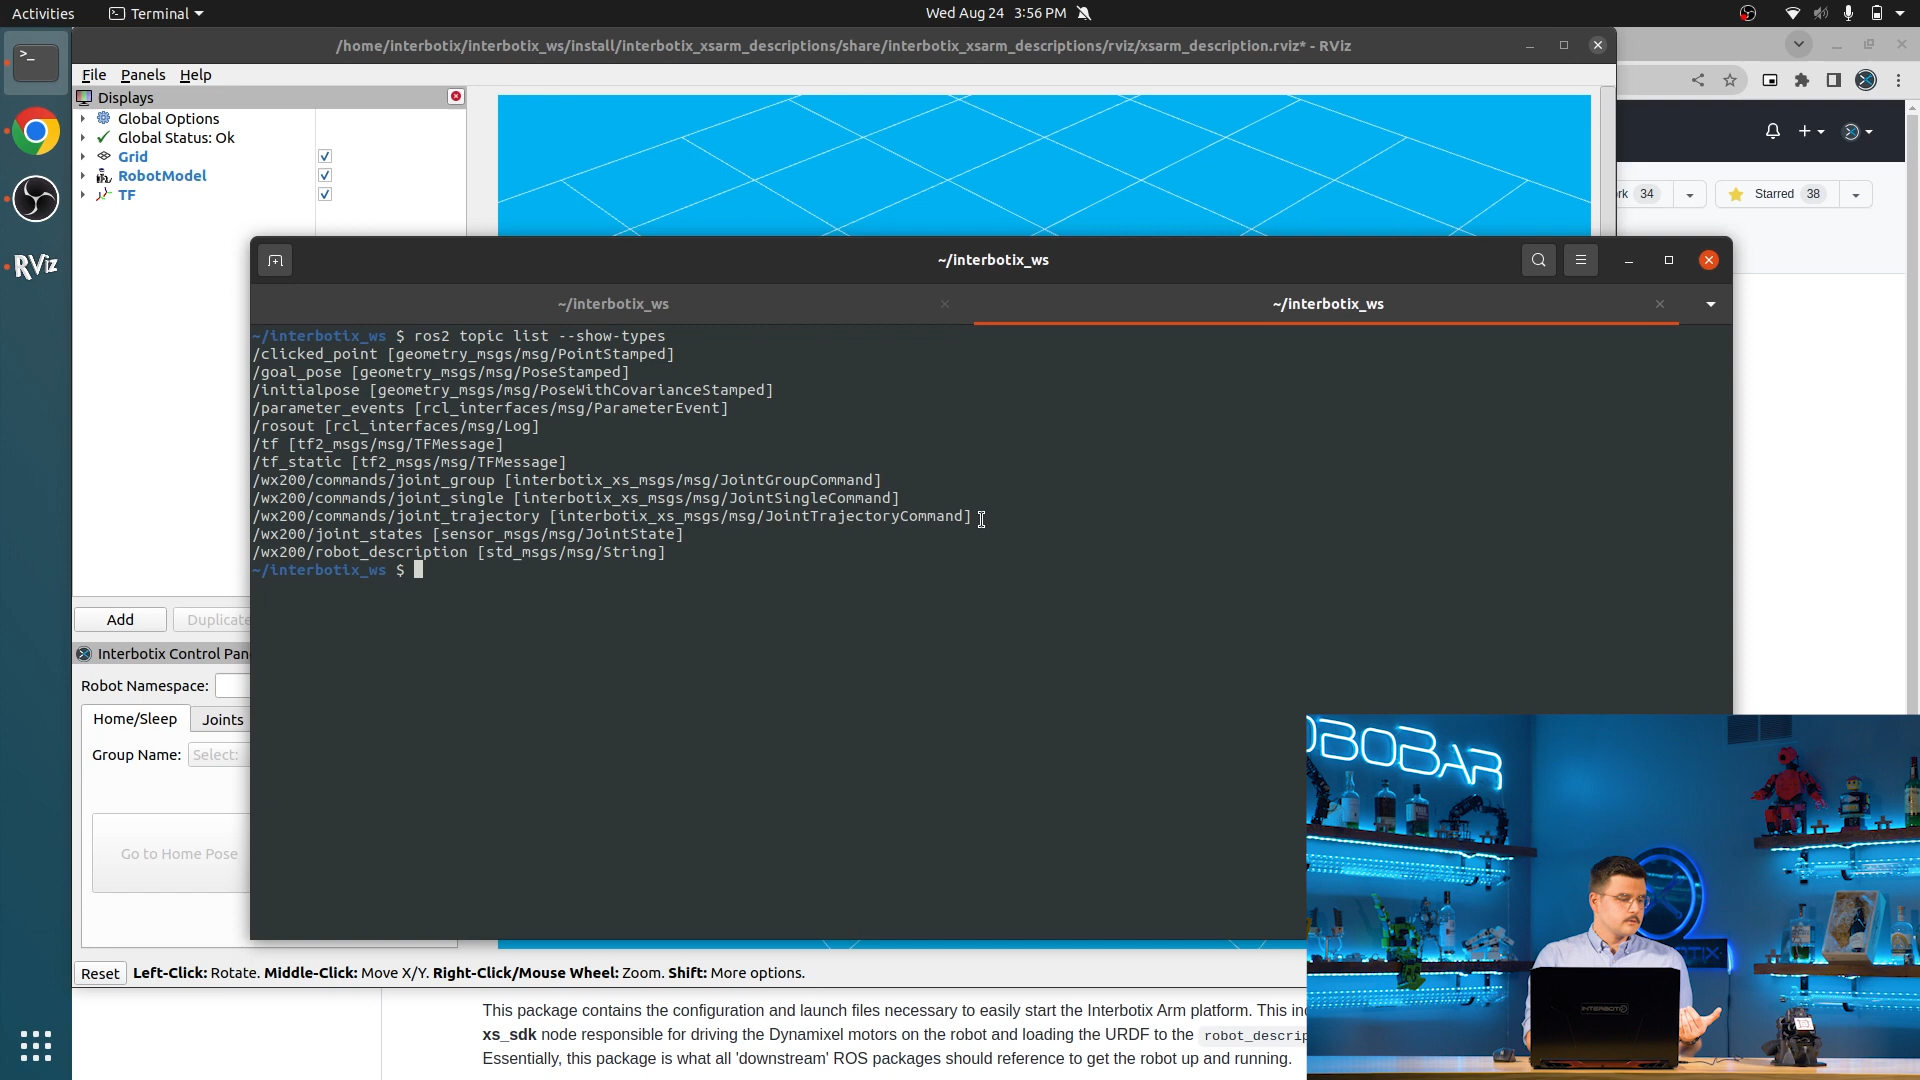 Activities
Terminal
Wed Aug 24 3:56 PM
/home/interbotix/interbotix_ws/install/interbotix_xsarm_descriptions/share/interbotix_xsarm_descriptions/rviz/xsarm_description.rviz* - RViz
File Panels Help
Displays
Global Options
Global Status: Ok
Grid
RobotModel
TF
RViz
rk 34
Starred 38
~/interbotix_ws
~/interbotix_ws
~/interbotix_ws
~/interbotix_ws $ ros2 topic list --show-types
/clicked_point [geometry_msgs/msg/PointStamped]
/goal_pose [geometry_msgs/msg/PoseStamped]
/initialpose [geometry_msgs/msg/PoseWithCovarianceStamped]
/parameter_events [rcl_interfaces/msg/ParameterEvent]
/rosout [rcl_interfaces/msg/Log]
/tf [tf2_msgs/msg/TFMessage]
/tf_static [tf2_msgs/msg/TFMessage]
/wx200/commands/joint_group [interbotix_xs_msgs/msg/JointGroupCommand]
/wx200/commands/joint_single [interbotix_xs_msgs/msg/JointSingleCommand]
/wx200/commands/joint_trajectory [interbotix_xs_msgs/msg/JointTrajectoryCommand]
/wx200/joint_states [sensor_msgs/msg/JointState]
/wx200/robot_description [std_msgs/msg/String]
~/interbotix_ws $
Add
Duplicate
Interbotix Control Pan
Robot Namespace:
Home/Sleep
Joints
Group Name:
Select:
Go to Home Pose
Reset
Left-Click: Rotate. Middle-Click: Move X/Y. Right-Click/Mouse Wheel: Zoom. Shift: More options.
This package contains the configuration and launch files necessary to easily start the Interbotix Arm platform. This in
xs_sdk node responsible for driving the Dynamixel motors on the robot and loading the URDF to the robot_descrip
Essentially, this package is what all 'downstream' ROS packages should reference to get the robot up and running.
OBOBAR
INTERBOTIX